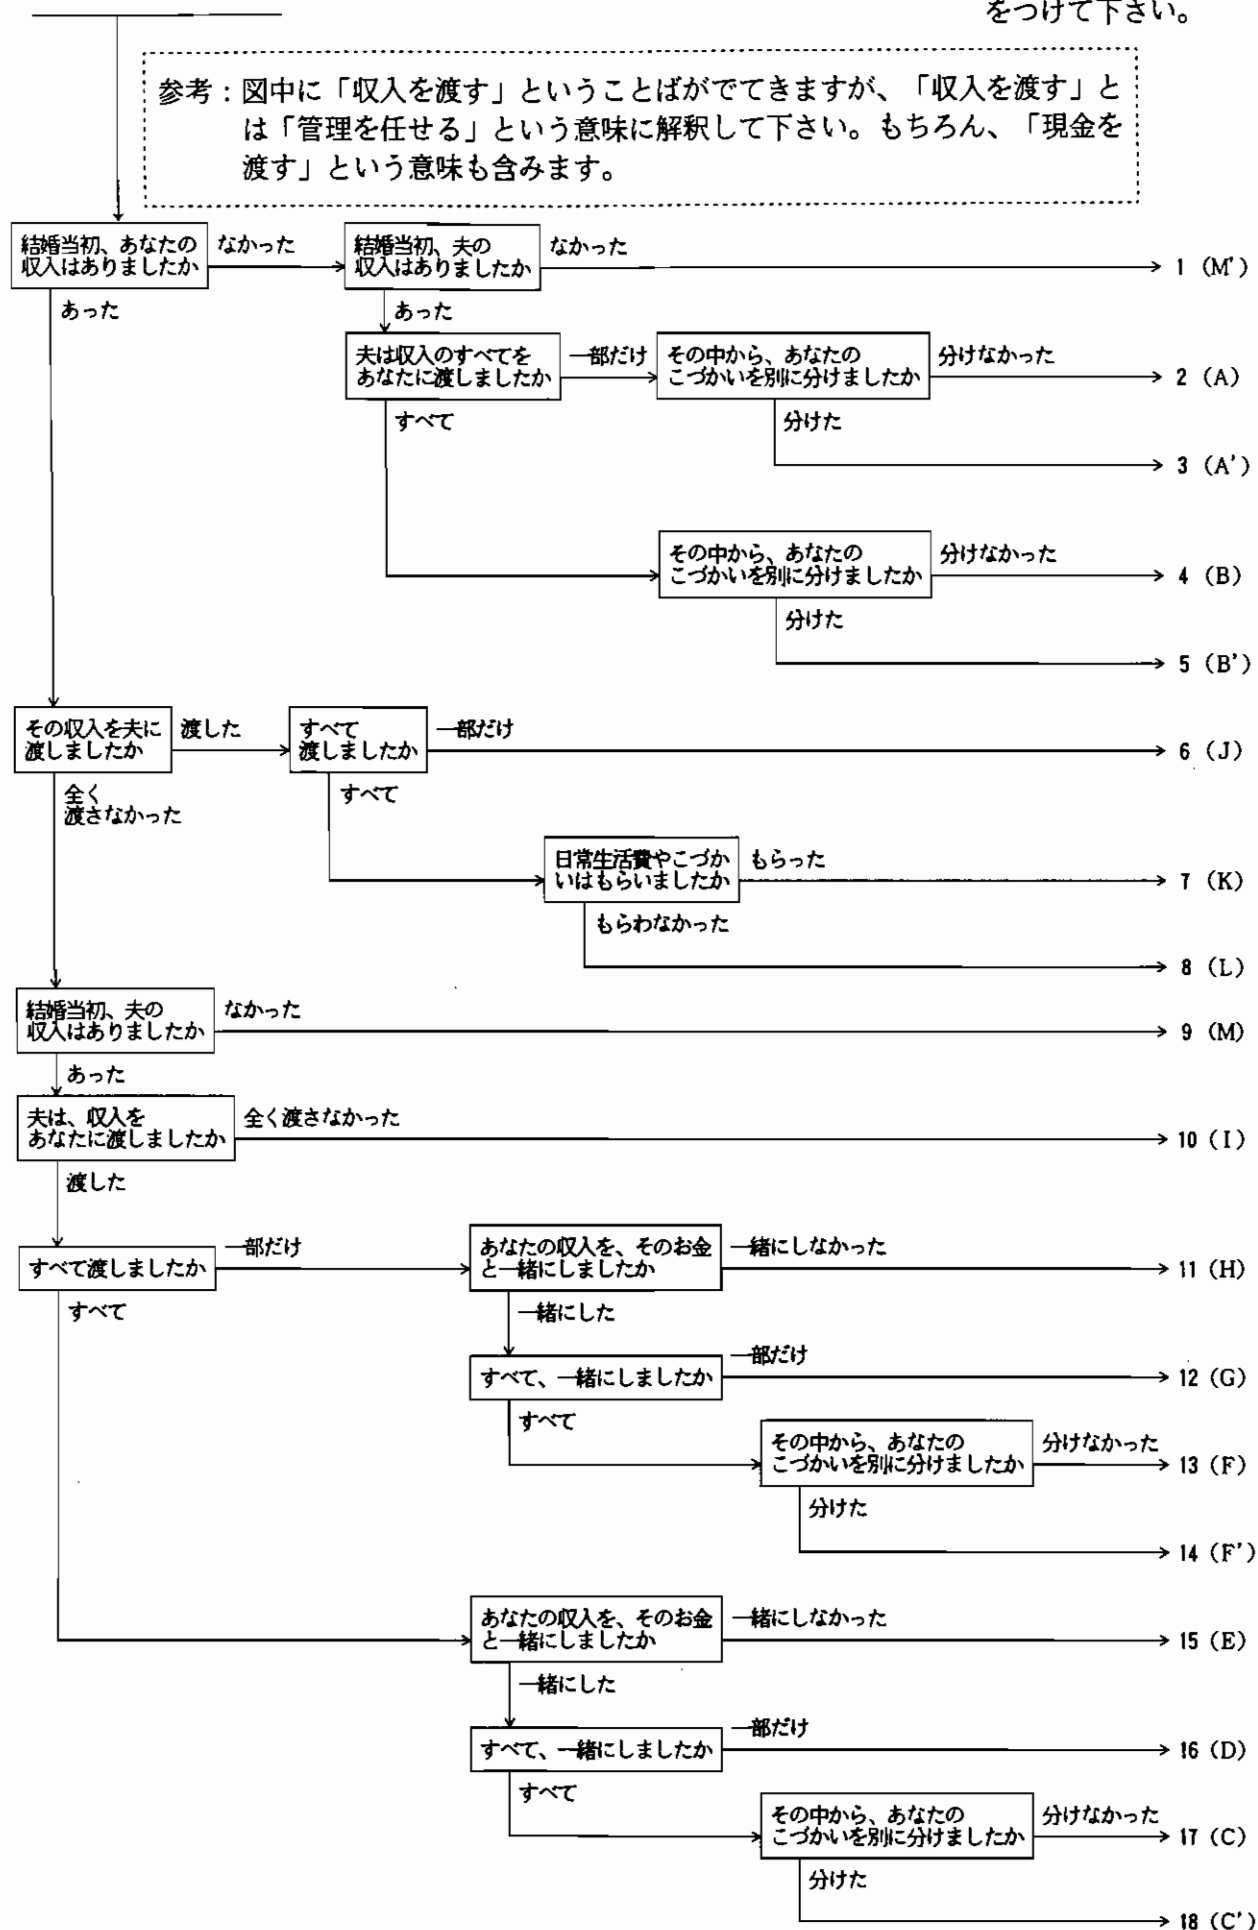 をつけて下さい。
参考：図中に「収入を渡す」ということばがでてきますが、「収入を渡す」と
は「管理を任せる」という意味に解釈して下さい。もちろん、「現金を
渡す」という意味も含みます。
結婚当初、あなたの
収入はありましたか
なかった
結婚当初、夫の
収入はありましたか
なかった
1 (M')
あった
あった
夫は収入のすべてを
あなたに渡しましたか
一部だけ
その中から、あなたの
こづかいを別に分けましたか
分けなかった
2 (A)
すべて
分けた
3 (A')
その中から、あなたの
こづかいを別に分けましたか
分けなかった
4 (B)
分けた
5 (B')
その収入を夫に
渡しましたか
渡した
すべて
渡しましたか
一部だけ
6 (J)
全く
渡さなかった
すべて
日常生活費やこづか
いはもらいましたか
もらった
7 (K)
もらわなかった
8 (L)
結婚当初、夫の
収入はありましたか
なかった
9 (M)
あった
夫は、収入を
あなたに渡しましたか
全く渡さなかった
10 (I)
渡した
すべて渡しましたか
一部だけ
あなたの収入を、そのお金
と一緒にしましたか
一緒にしなかった
11 (H)
すべて
一緒にした
すべて、一緒にしましたか
一部だけ
12 (G)
すべて
その中から、あなたの
こづかいを別に分けましたか
分けなかった
13 (F)
分けた
14 (F')
あなたの収入を、そのお金
と一緒にしましたか
一緒にしなかった
15 (E)
一緒にした
すべて、一緒にしましたか
一部だけ
16 (D)
すべて
その中から、あなたの
こづかいを別に分けましたか
分けなかった
17 (C)
分けた
18 (C')